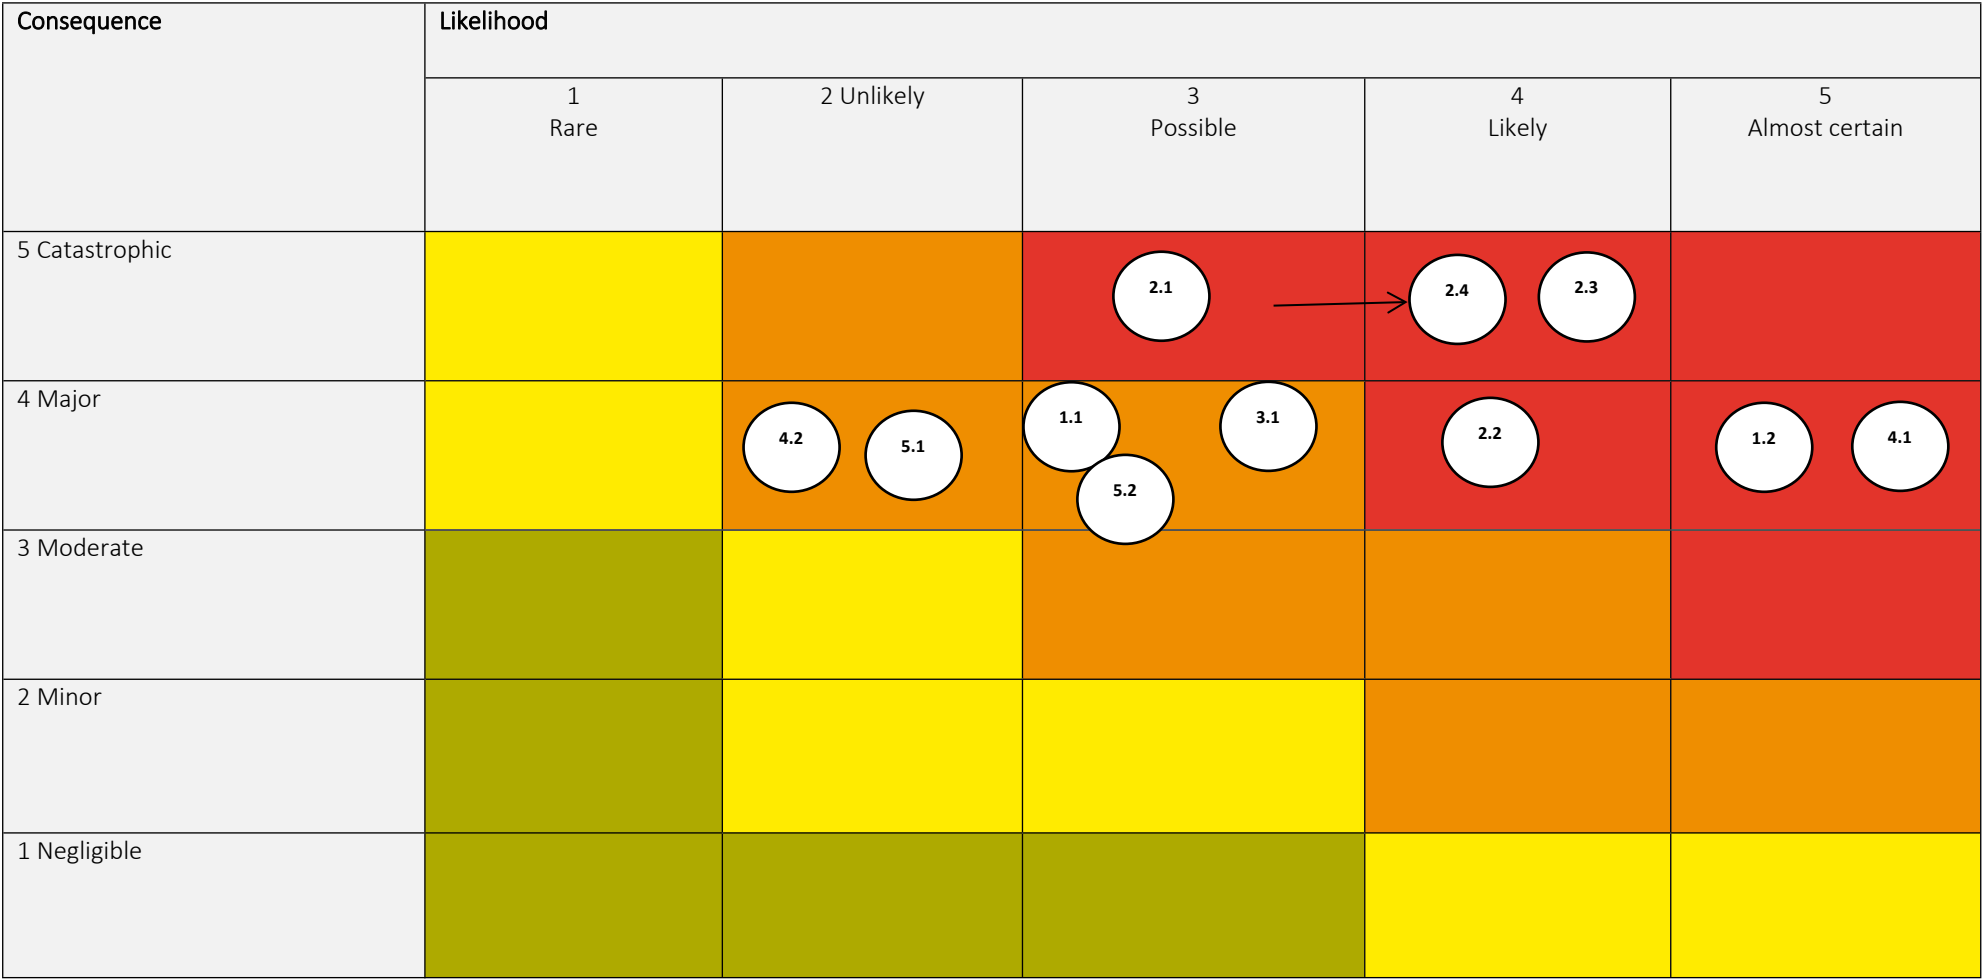 Consequence
Likelihood
1
Rare
2 Unlikely
3
Possible
4
Likely
5
Almost certain
5 Catastrophic
2.1
2.4
2.3
4 Major
4.2
5.1
1.1
5.2
3.1
2.2
1.2
4.1
3 Moderate
2 Minor
1 Negligible